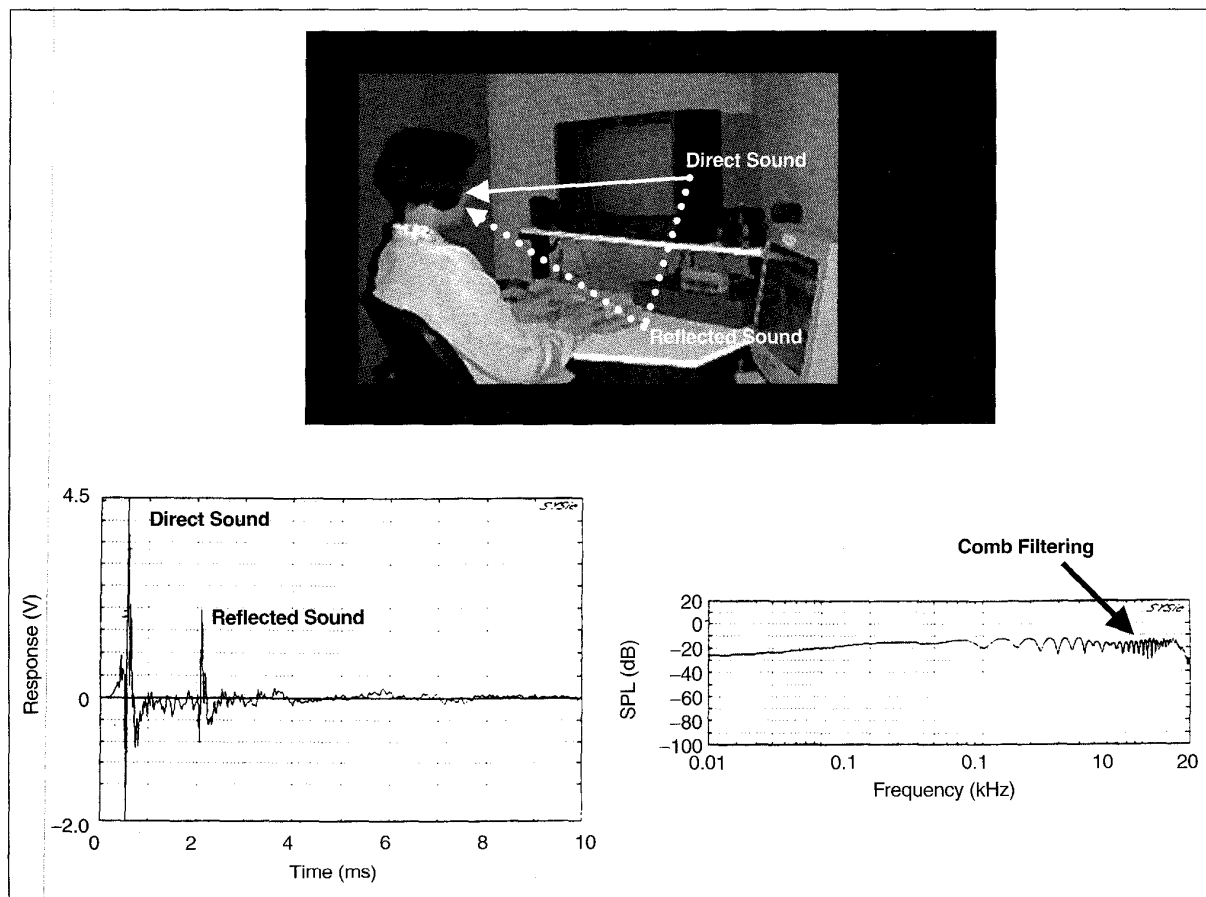 Direct Sound
Reflected Sound
4.5
Direct Sound
Reflected Sound
Response (V)
0
-2.0
0 2 4 6 8 10
Time (ms)
Comb Filtering
20
0
-20
-40
-60
-80
-100
SPL (dB)
0.01 0.1 0.1 10 20
Frequency (kHz)